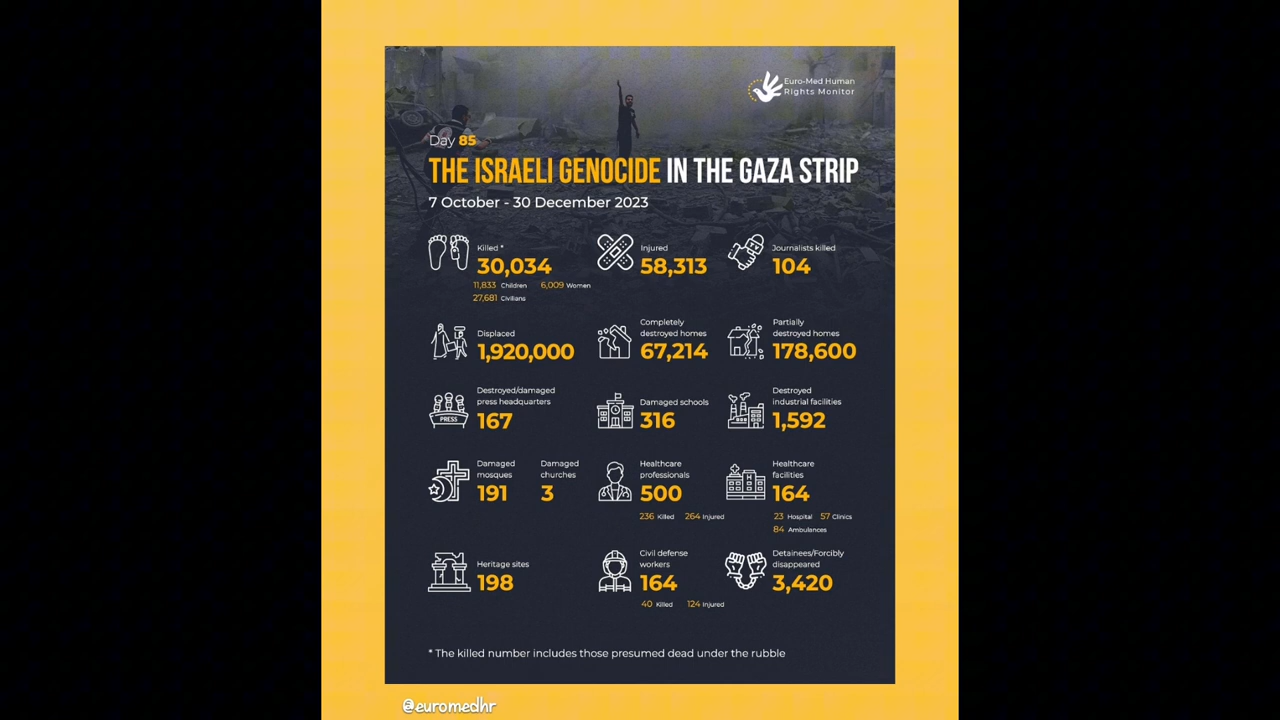 Euro-Med Human
Rights Monitor
Day 85
THE ISRAELI GENOCIDE IN THE GAZA STRIP
7 October - 30 December 2023
Killed *
30,034
11,833 Children 6,009 Women
27,681 Civilians
Injured
58,313
Journalists killed
104
Displaced
1,920,000
Completely
destroyed homes
67,214
Partially
destroyed homes
178,600
Destroyed/damaged
press headquarters
167
PRESS
Damaged schools
316
Destroyed
industrial facilities
1,592
Damaged
mosques
191
Damaged
churches
3
Healthcare
professionals
500
236 Killed 264 Injured
Healthcare
facilities
164
23 Hospital 57 Clinics
84 Ambulances
Heritage sites
198
Civil defense
workers
164
40 Killed 124 Injured
Detainees/Forcibly
disappeared
3,420
* The killed number includes those presumed dead under the rubble
@euromedhr